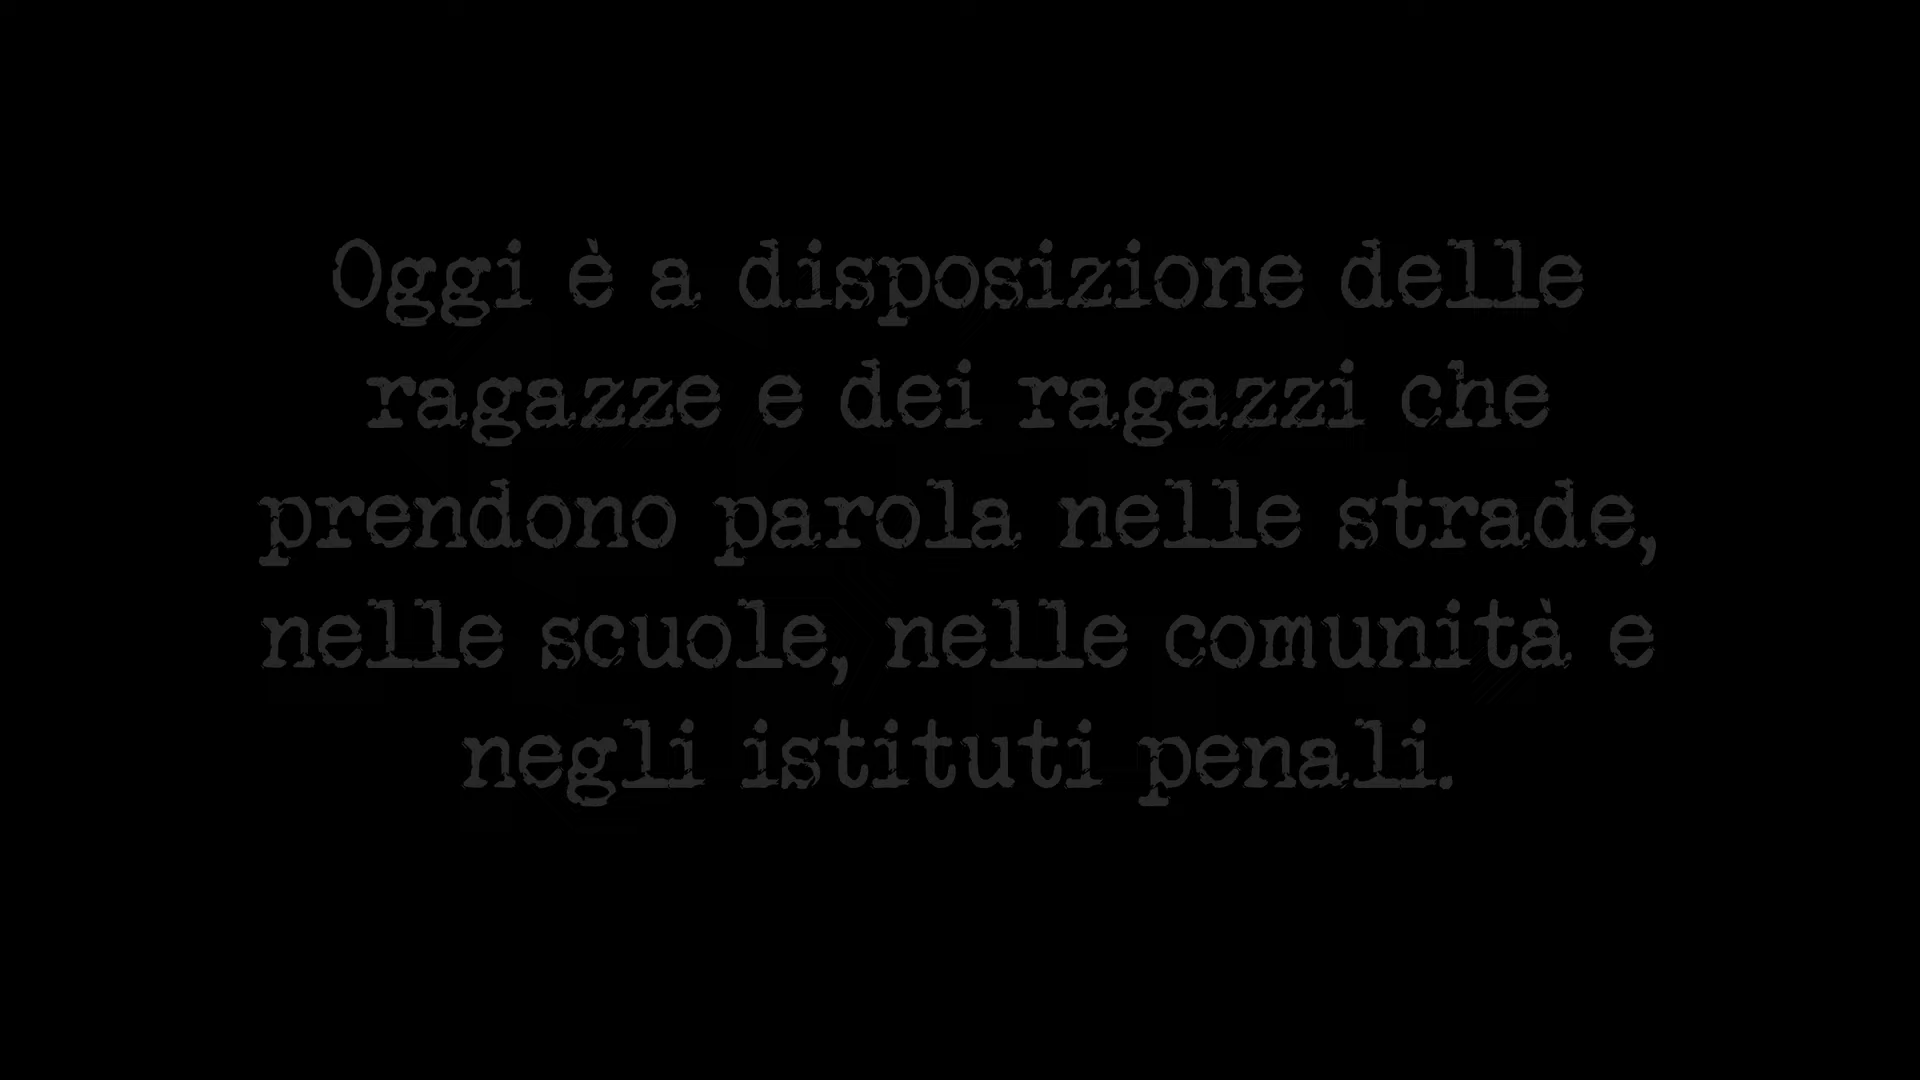 Oggi è a disposizione delle
ragazze e dei ragazzi che
prendono parola nelle strade,
nelle scuole, nelle comunità e
negli istituti penali.